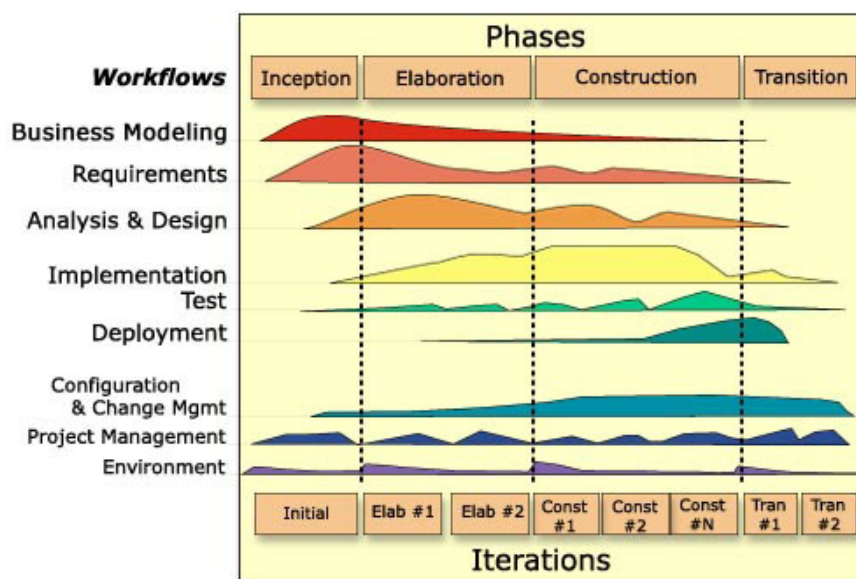 Phases
Workflows
Inception
Elaboration
Construction
Transition
Business Modeling
Requirements
Analysis & Design
Implementation
Test
Deployment
Configuration
& Change Mgmt
Project Management
Environment
Initial
Elab #1
Elab #2
Const
#1
Const
#2
Const
#N
Tran
#1
Tran
#2
Iterations